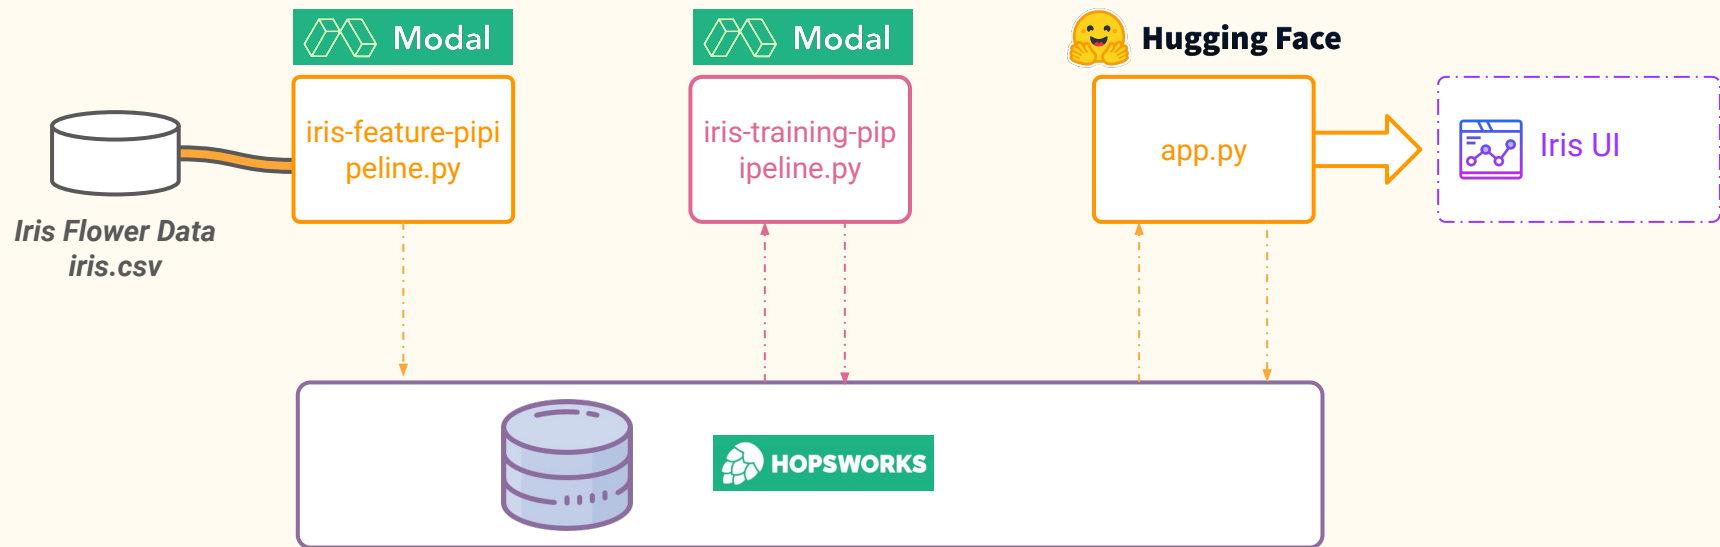 Modal
Modal
Hugging Face
iris-feature-pipi
peline.py
iris-training-pip
ipeline.py
app.py
Iris UI
Iris Flower Data
iris.csv
HOPSWORKS